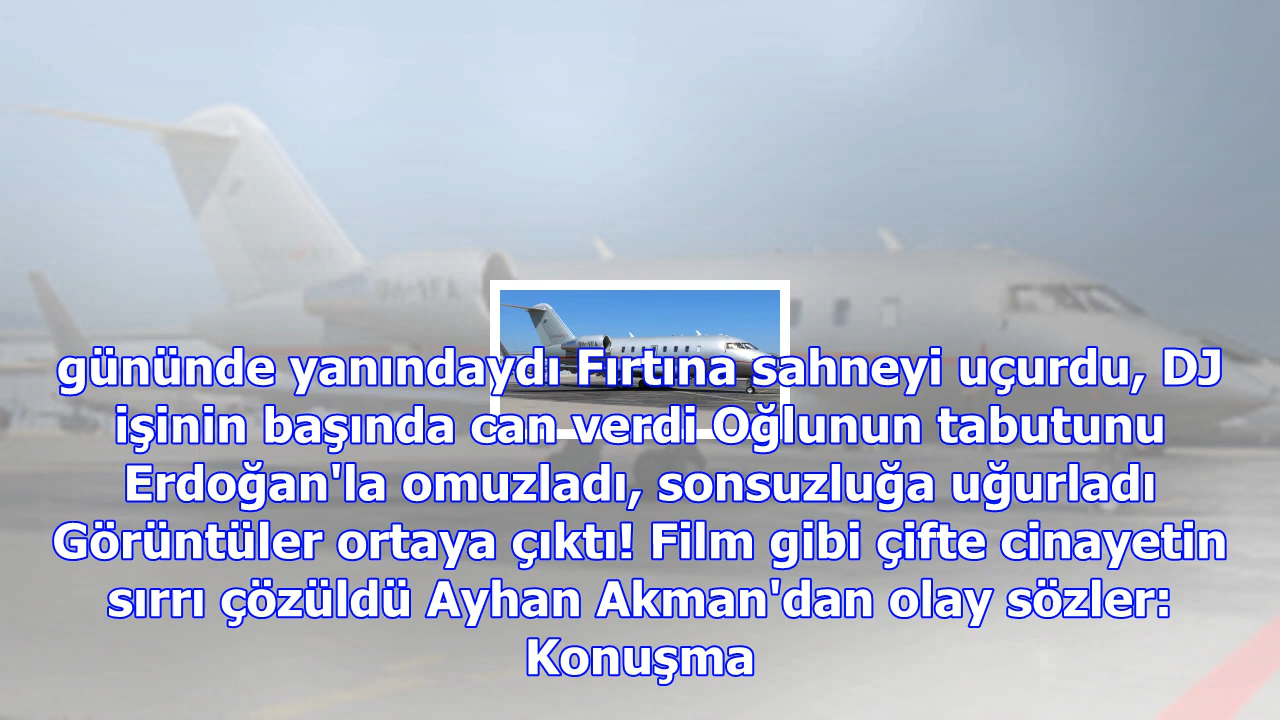 gününde yanındaydı Fırtına sahneyi uçurdu, DJ
işinin başında can verdi Oğlunun tabutunu
Erdoğan'la omuzladı, sonsuzluğa uğurladı
Görüntüler ortaya çıktı! Film gibi çifte cinayetin
sırrı çözüldü Ayhan Akman'dan olay sözler:
Konuşma